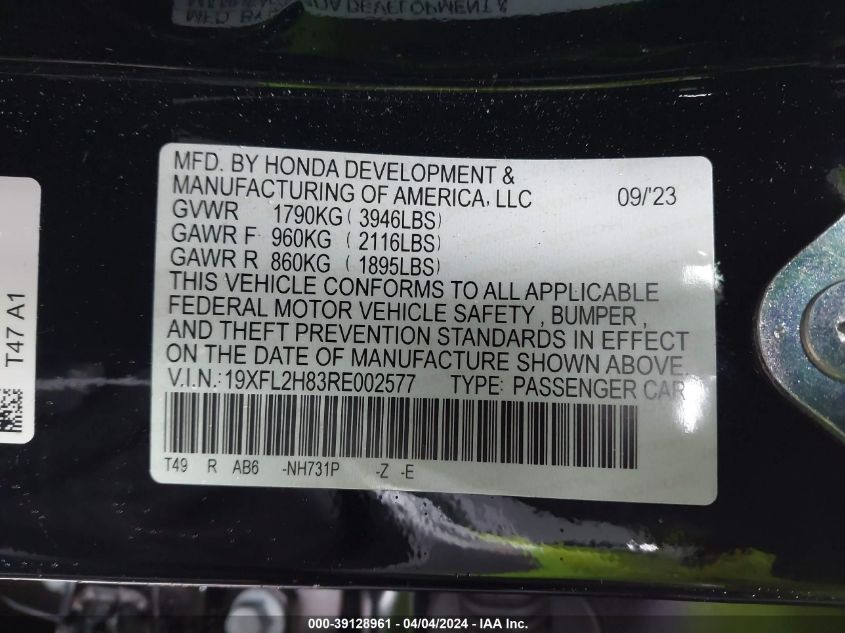 MFD. BY HONDA DEVELOPMENT &
MANUFACTURING OF AMERICA, LLC 09/'23
GVWR 1790KG ( 3946LBS)
GAWR F 960KG ( 2116LBS)
GAWR R 860KG ( 1895LBS)
THIS VEHICLE CONFORMS TO ALL APPLICABLE
FEDERAL MOTOR VEHICLE SAFETY , BUMPER ,
AND THEFT PREVENTION STANDARDS IN EFFECT
ON THE DATE OF MANUFACTURE SHOWN ABOVE.
V.I.N.: 19XFL2H83RE002577 TYPE: PASSENGER CAR
T49 R AB6 -NH731P -Z -E
T47 A1
000-39128961 - 04/04/2024 - IAA Inc.